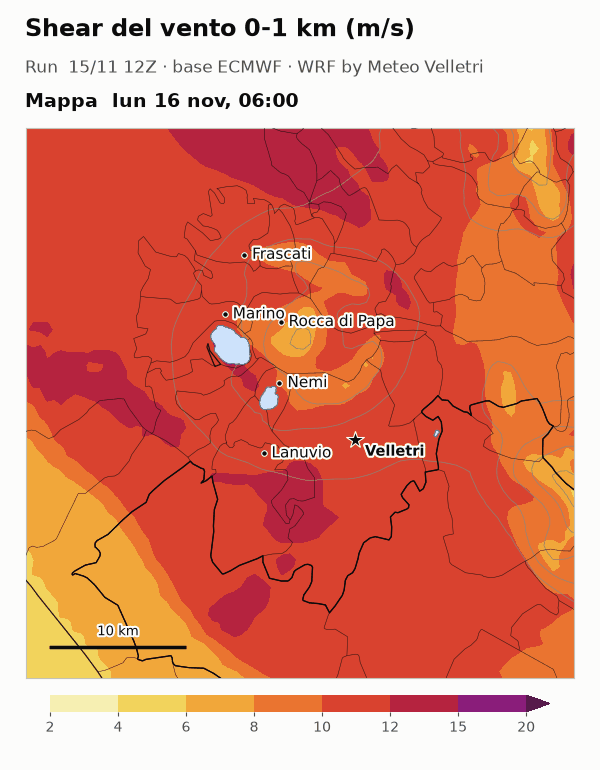 Shear del vento 0-1 km (m/s)
Run  15/11 12Z · base ECMWF · WRF by Meteo Velletri
Mappa  lun 16 nov, 06:00
Frascati
Marino
Rocca di Papa
Nemi
Velletri
Lanuvio
10 km
2 4 6 8 10 12 15 20